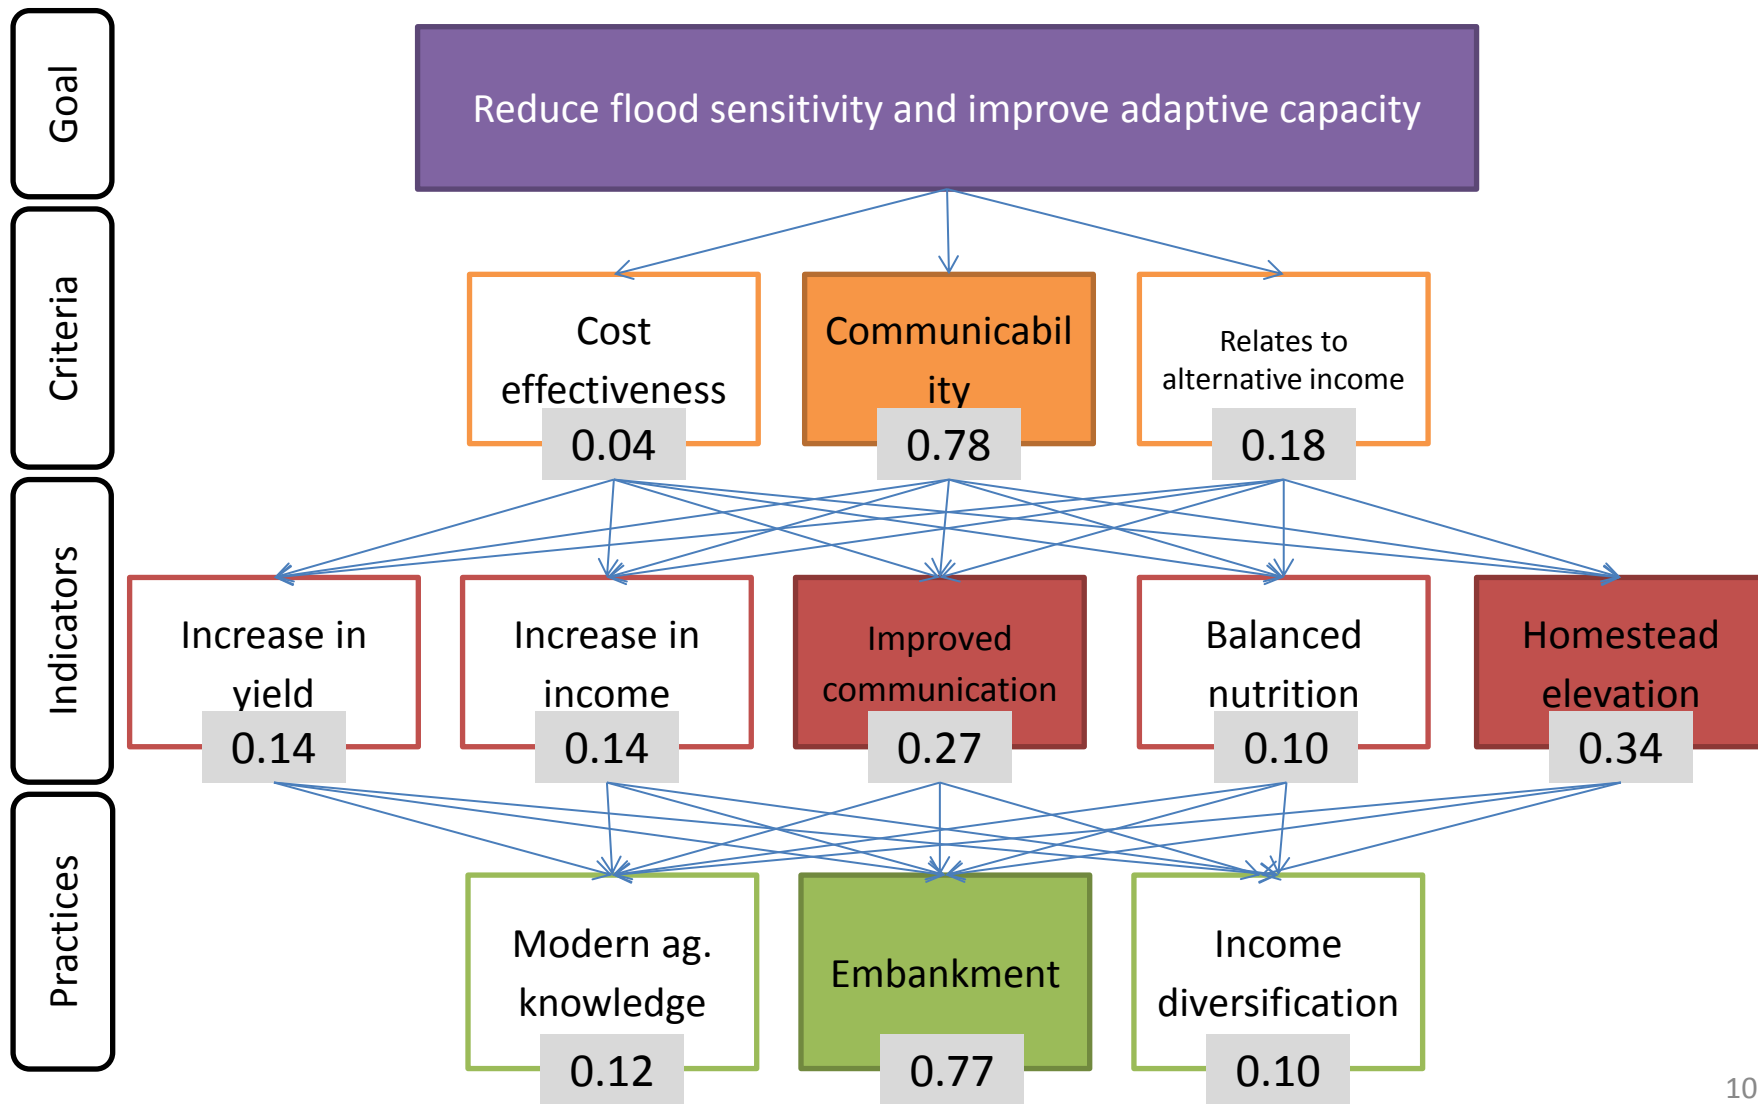 Goal
Reduce flood sensitivity and improve adaptive capacity
Criteria
Cost
effectiveness
0.04
Communicabil
ity
0.78
Relates to
alternative income
0.18
Indicators
Increase in
yield
0.14
Increase in
income
0.14
Improved
communication
0.27
Balanced
nutrition
0.10
Homestead
elevation
0.34
Practices
Modern ag.
knowledge
0.12
Embankment
0.77
Income
diversification
0.10
10